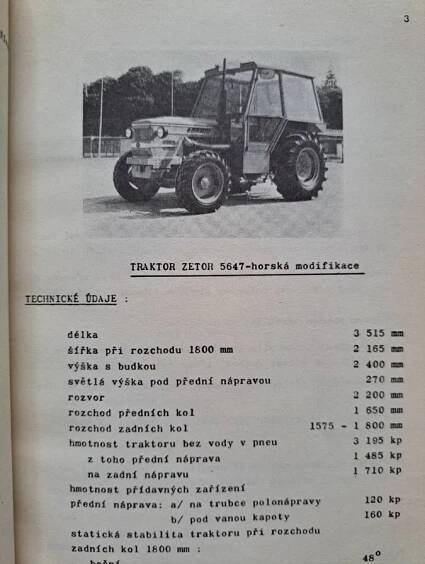 3
TRAKTOR ZETOR 5647-horská modifikace
TECHNICKÉ ÚDAJE :
délka 3 515 mm
šířka při rozchodu 1800 mm 2 165 mm
výška s budkou 2 400 mm
světlá výška pod přední nápravou 270 mm
rozvor 2 200 mm
rozchod předních kol 1 650 mm
rozchod zadních kol 1575 - 1 800 mm
hmotnost traktoru bez vody v pneu 3 195 kp
z toho přední náprava 1 485 kp
na zadní nápravu 1 710 kp
hmotnost přídavných zařízení
přední náprava: a/ na trubce polonápravy 120 kp
b/ pod vanou kapoty 160 kp
statická stabilita traktoru při rozchodu
zadních kol 1800 mm :
boční 48°